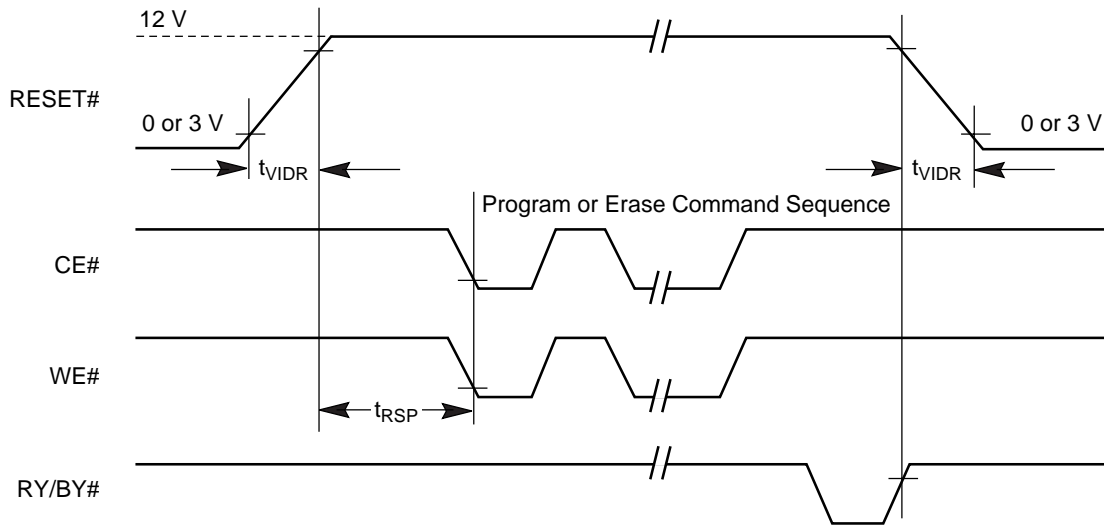 12 V
RESET#
0 or 3 V
0 or 3 V
tVIDR
tVIDR
Program or Erase Command Sequence
CE#
WE#
tRSP
RY/BY#